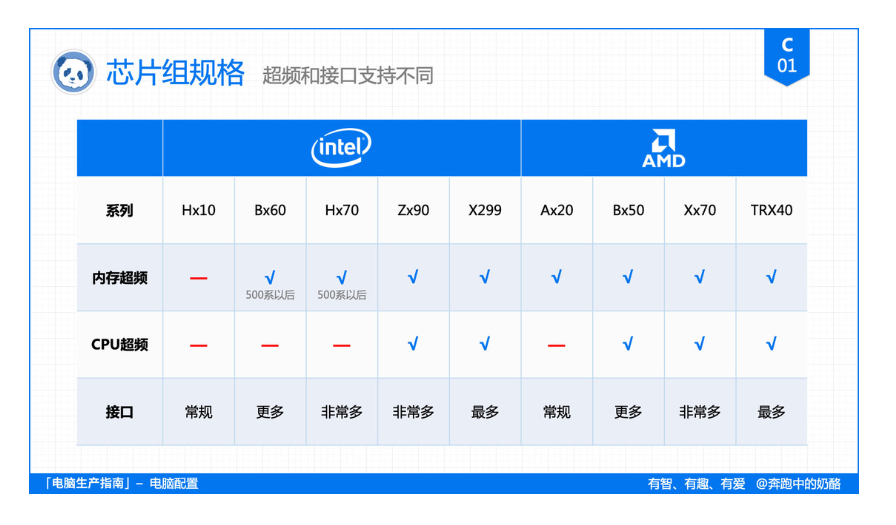 芯片组规格 超频和接口支持不同
C
01
intel AMD
系列 Hx10 Bx60 Hx70 Zx90 X299 Ax20 Bx50 Xx70 TRX40
内存超频 — √ √ √ √ √ √ √ √
500系以后 500系以后
CPU超频 — — — √ √ — √ √ √
接口 常规 更多 非常多 非常多 最多 常规 更多 非常多 最多
「电脑生产指南」– 电脑配置 有智、有趣、有爱 @奔跑中的奶酪